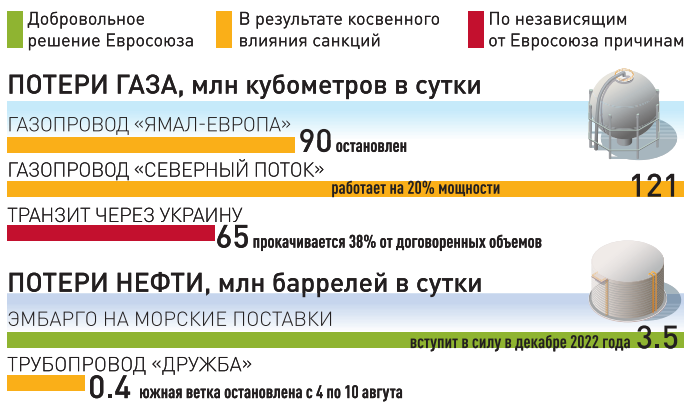 Добровольное
решение Евросоюза
В результате косвенного
влияния санкций
По независящим
от Евросоюза причинам
ПОТЕРИ ГАЗА, млн кубометров в сутки
ГАЗОПРОВОД «ЯМАЛ-ЕВРОПА»
90 остановлен
ГАЗОПРОВОД «СЕВЕРНЫЙ ПОТОК»
работает на 20% мощности 121
ТРАНЗИТ ЧЕРЕЗ УКРАИНУ
65 прокачивается 38% от договоренных объемов
ПОТЕРИ НЕФТИ, млн баррелей в сутки
ЭМБАРГО НА МОРСКИЕ ПОСТАВКИ
вступит в силу в декабре 2022 года 3.5
ТРУБОПРОВОД «ДРУЖБА»
0.4 южная ветка остановлена с 4 по 10 авгута